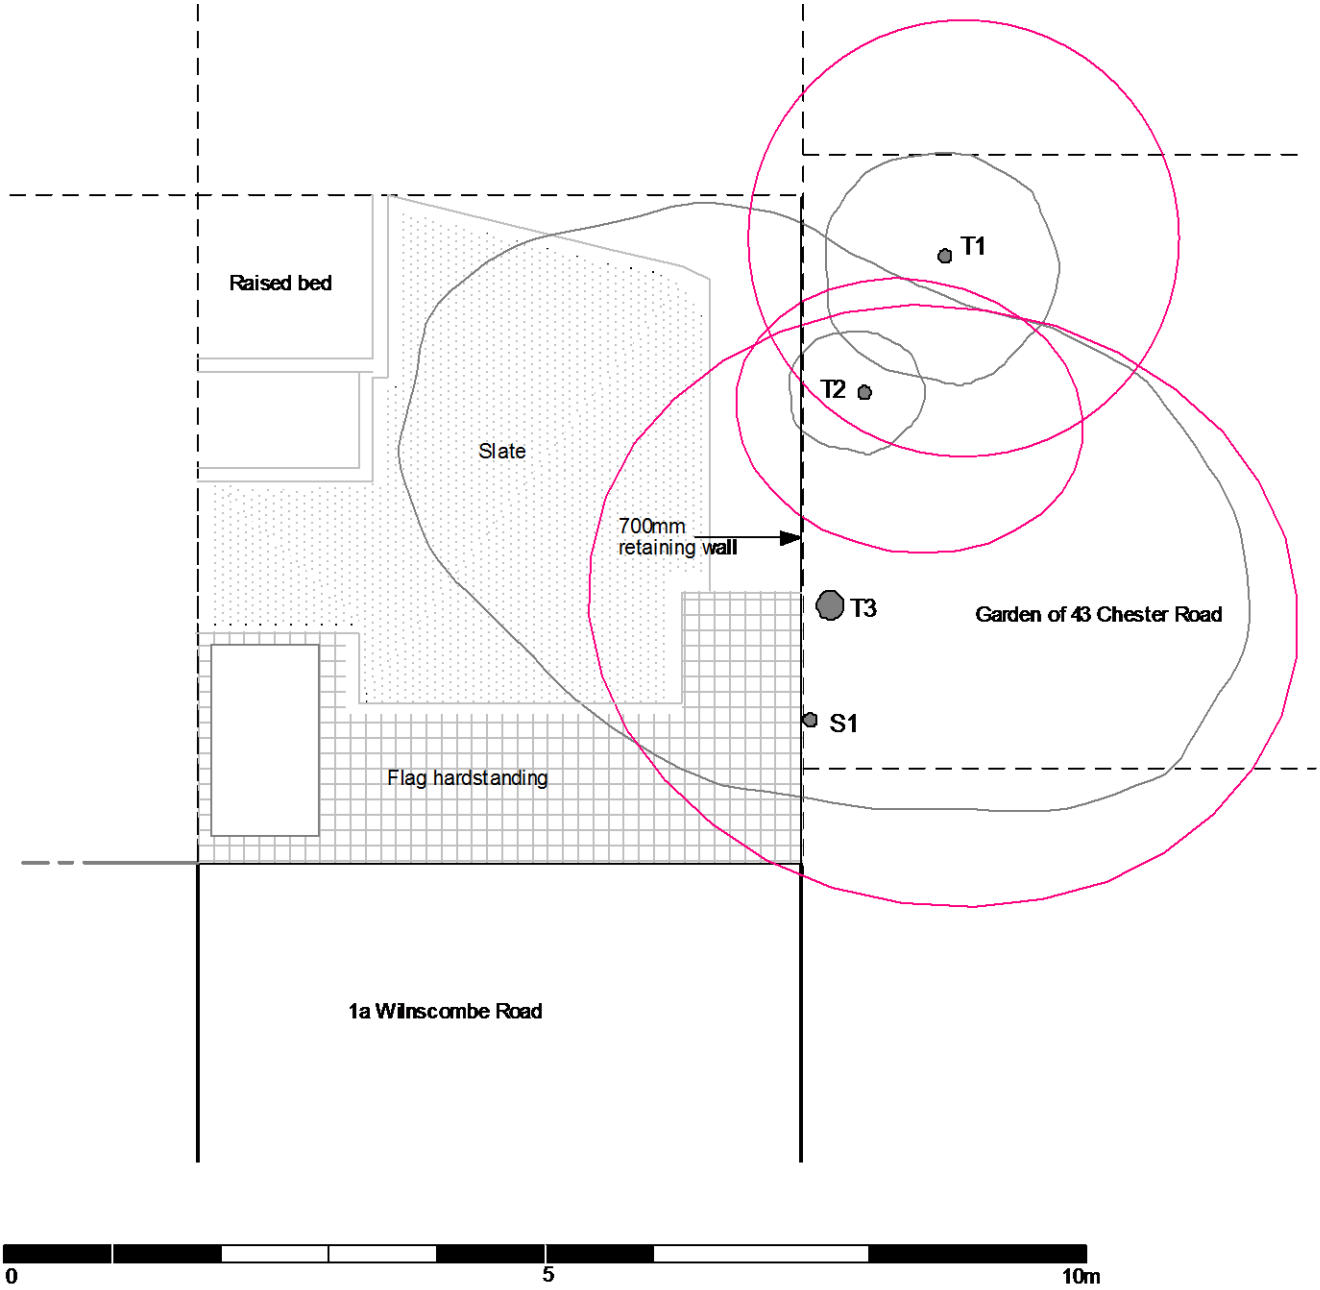 T1
Raised bed
T2
Slate
700mm
retaining wall
T3
Garden of 43 Chester Road
S1
Flag hardstanding
1a Wilnscombe Road
0 5 10m